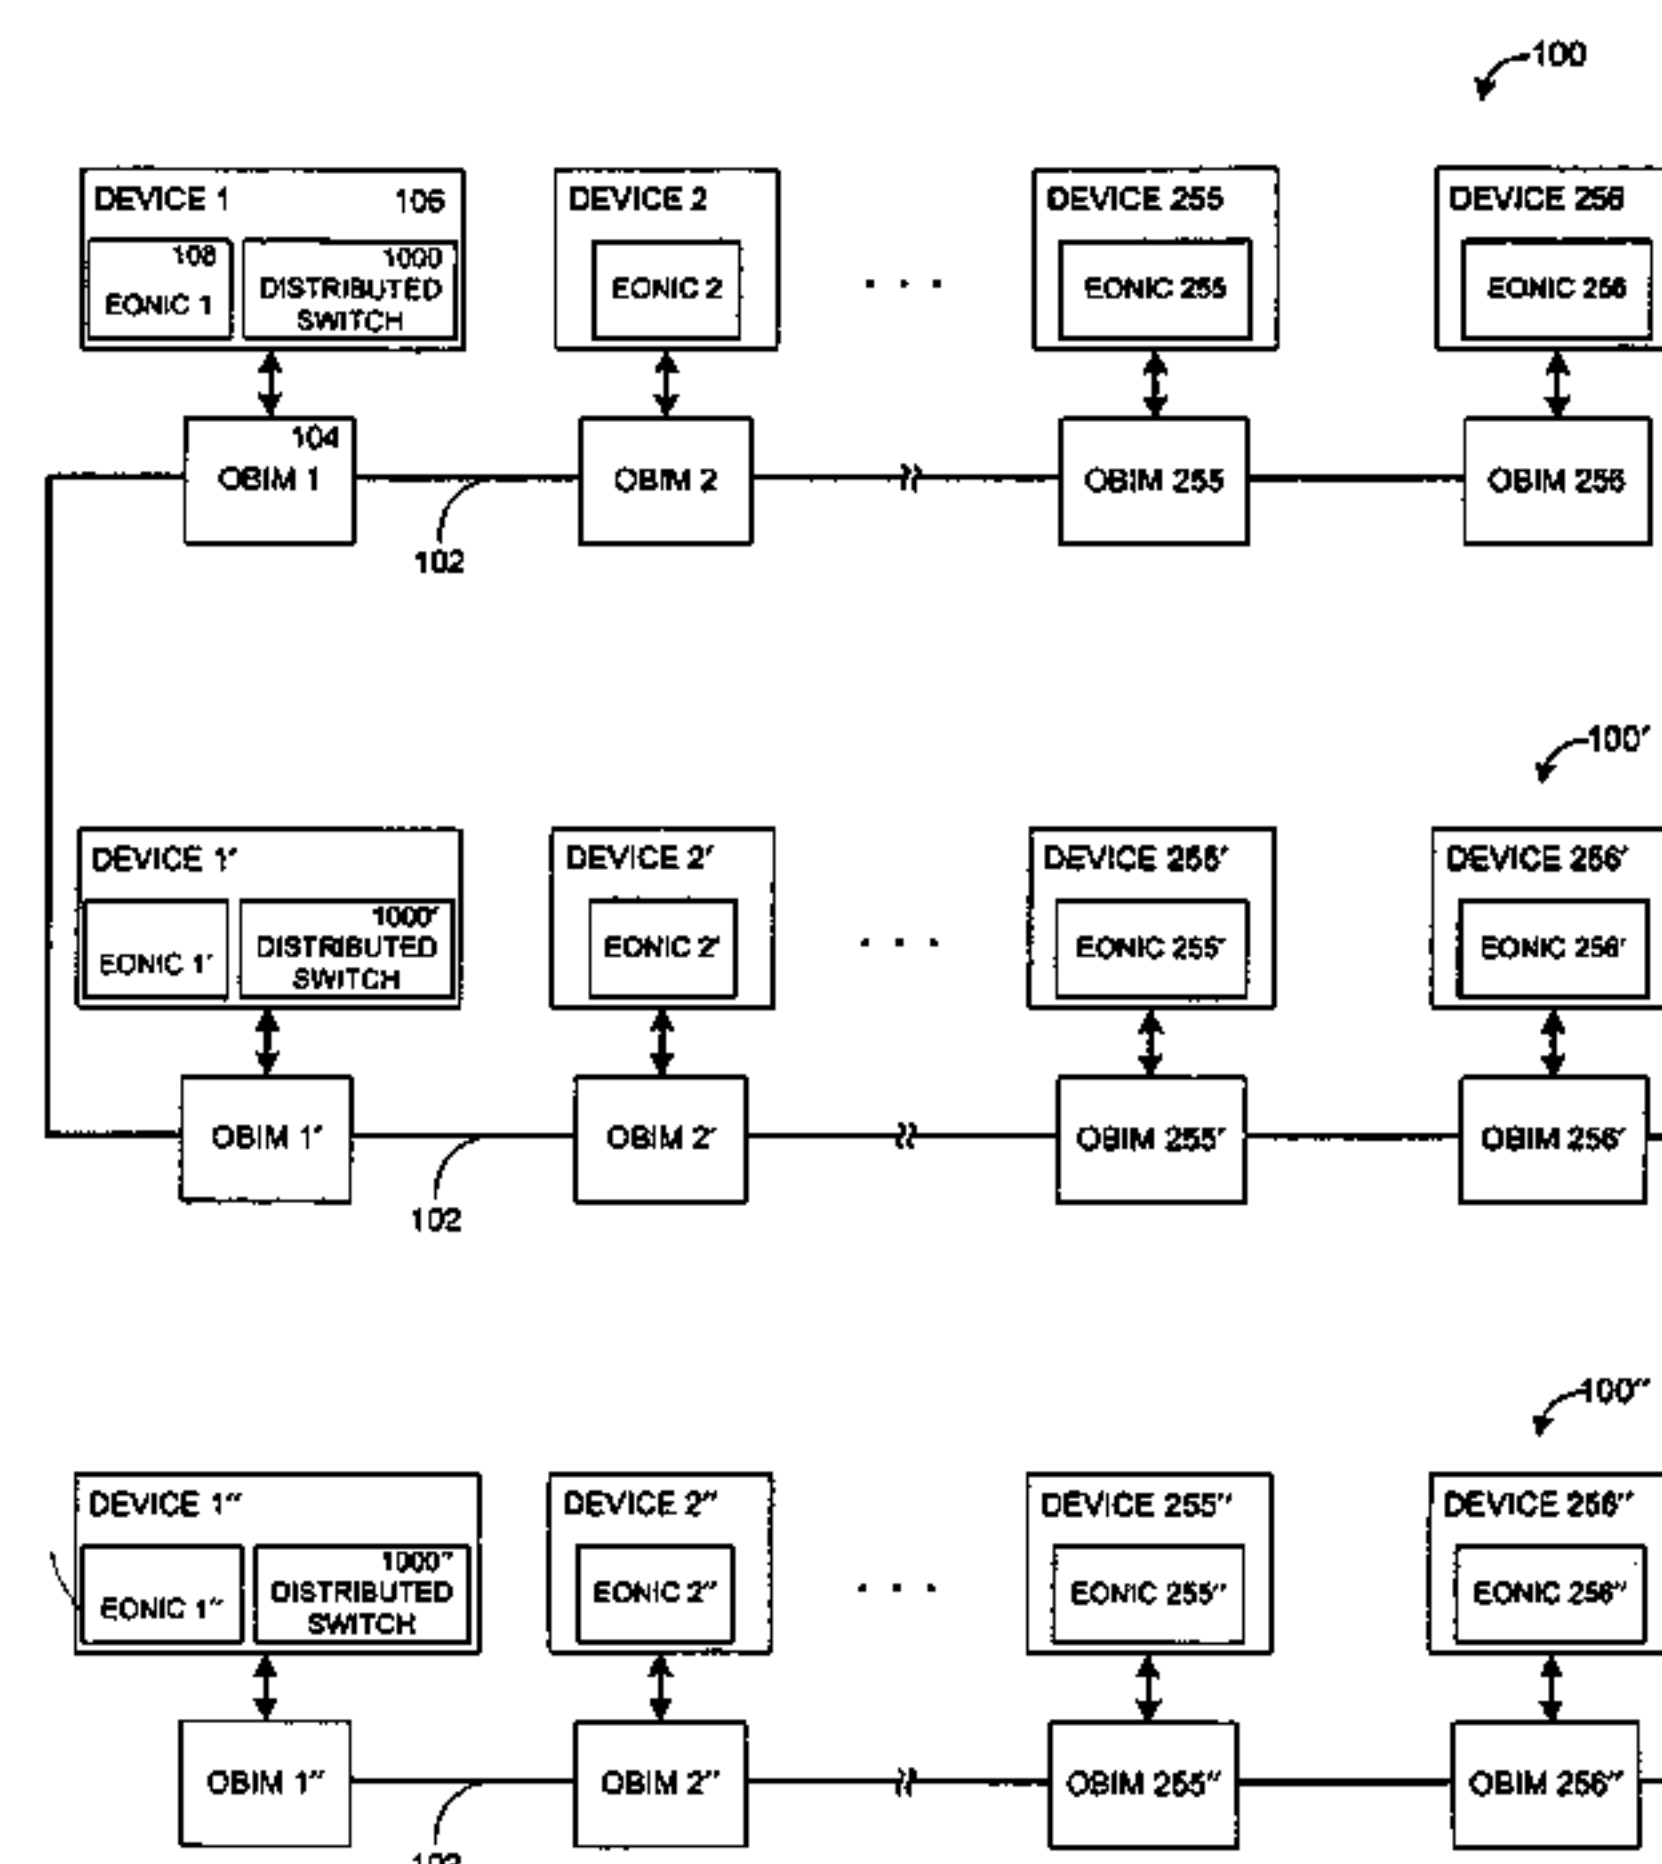 100
DEVICE 1 106
108
EONIC 1
1000
DISTRIBUTED
SWITCH
DEVICE 2
EONIC 2
. . .
DEVICE 255
EONIC 255
DEVICE 256
EONIC 256
104
OBIM 1
OBIM 2
OBIM 255
OBIM 256
102
100'
DEVICE 1'
EONIC 1'
1000'
DISTRIBUTED
SWITCH
DEVICE 2'
EONIC 2'
. . .
DEVICE 255'
EONIC 255'
DEVICE 256'
EONIC 256'
OBIM 1'
OBIM 2'
OBIM 255'
OBIM 256'
102
100"
DEVICE 1"
EONIC 1"
1000"
DISTRIBUTED
SWITCH
DEVICE 2"
EONIC 2"
. . .
DEVICE 255"
EONIC 255"
DEVICE 256"
EONIC 256"
OBIM 1"
OBIM 2"
OBIM 255"
OBIM 256"